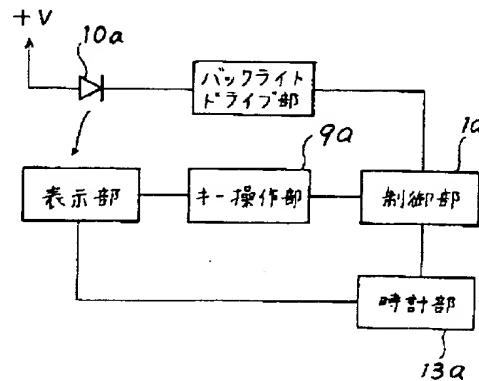 +V
10a
バックライト
ドライブ部
9a
1a
表示部
キー操作部
制御部
時計部
13a